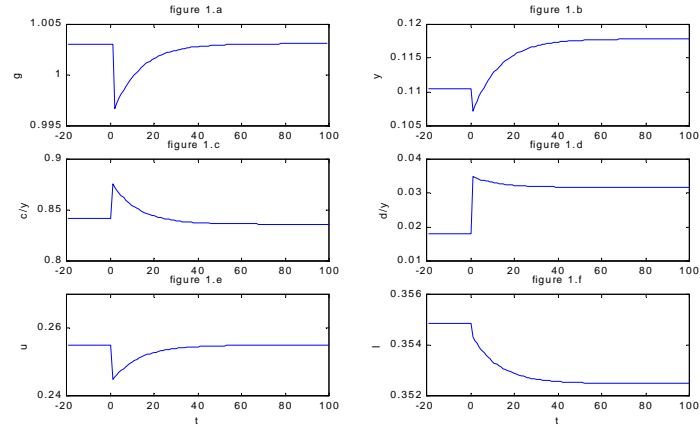 figure 1.a
1.005
1
0.995
g
-20 0 20 40 60 80 100
figure 1.b
0.12
0.115
0.11
0.105
y
-20 0 20 40 60 80 100
figure 1.c
0.9
0.85
0.8
c/y
-20 0 20 40 60 80 100
figure 1.d
0.04
0.03
0.02
0.01
d/y
-20 0 20 40 60 80 100
figure 1.e
0.26
0.24
u
-20 0 20 40 60 80 100
t
figure 1.f
0.356
0.354
0.352
l
-20 0 20 40 60 80 100
t